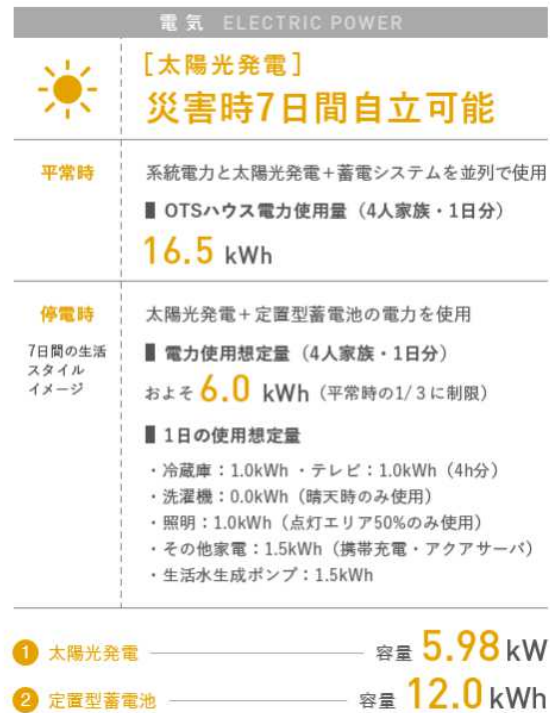 電気 ELECTRIC POWER
[太陽光発電]
災害時7日間自立可能
平常時
系統電力と太陽光発電+蓄電システムを並列で使用
■ OTSハウス電力使用量（4人家族・1日分）
16.5 kWh
停電時
7日間の生活
スタイル
イメージ
太陽光発電+定置型蓄電池の電力を使用
■ 電力使用想定量（4人家族・1日分）
およそ 6.0 kWh（平常時の1/3に制限）
■ 1日の使用想定量
・冷蔵庫：1.0kWh ・テレビ：1.0kWh（4h分）
・洗濯機：0.0kWh（晴天時のみ使用）
・照明：1.0kWh（点灯エリア50%のみ使用）
・その他家電：1.5kWh（携帯充電・アクアサーバ）
・生活水生成ポンプ：1.5kWh
1 太陽光発電 容量 5.98 kW
2 定置型蓄電池 容量 12.0 kWh